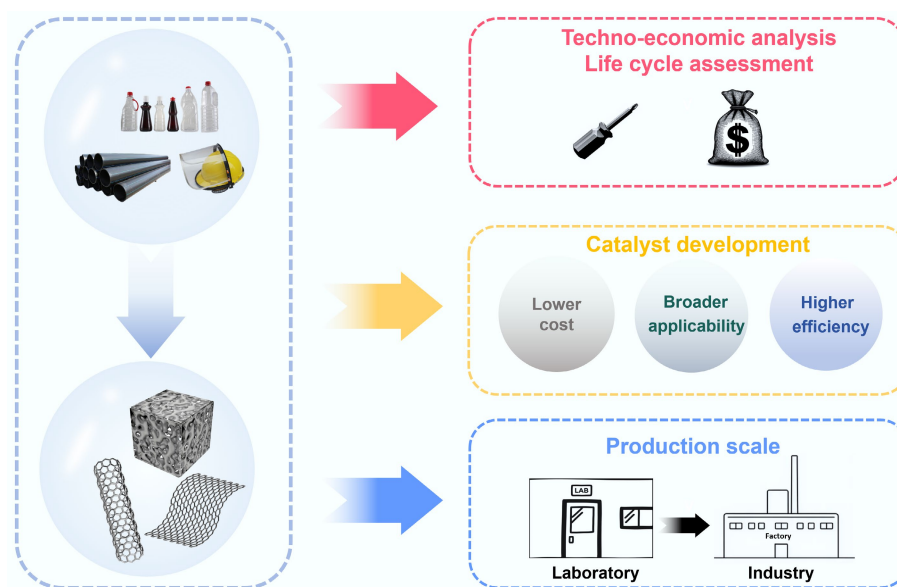 Techno-economic analysis
Life cycle assessment
$
Catalyst development
Lower
cost
Broader
applicability
Higher
efficiency
Production scale
LAB
Factory
Laboratory
Industry